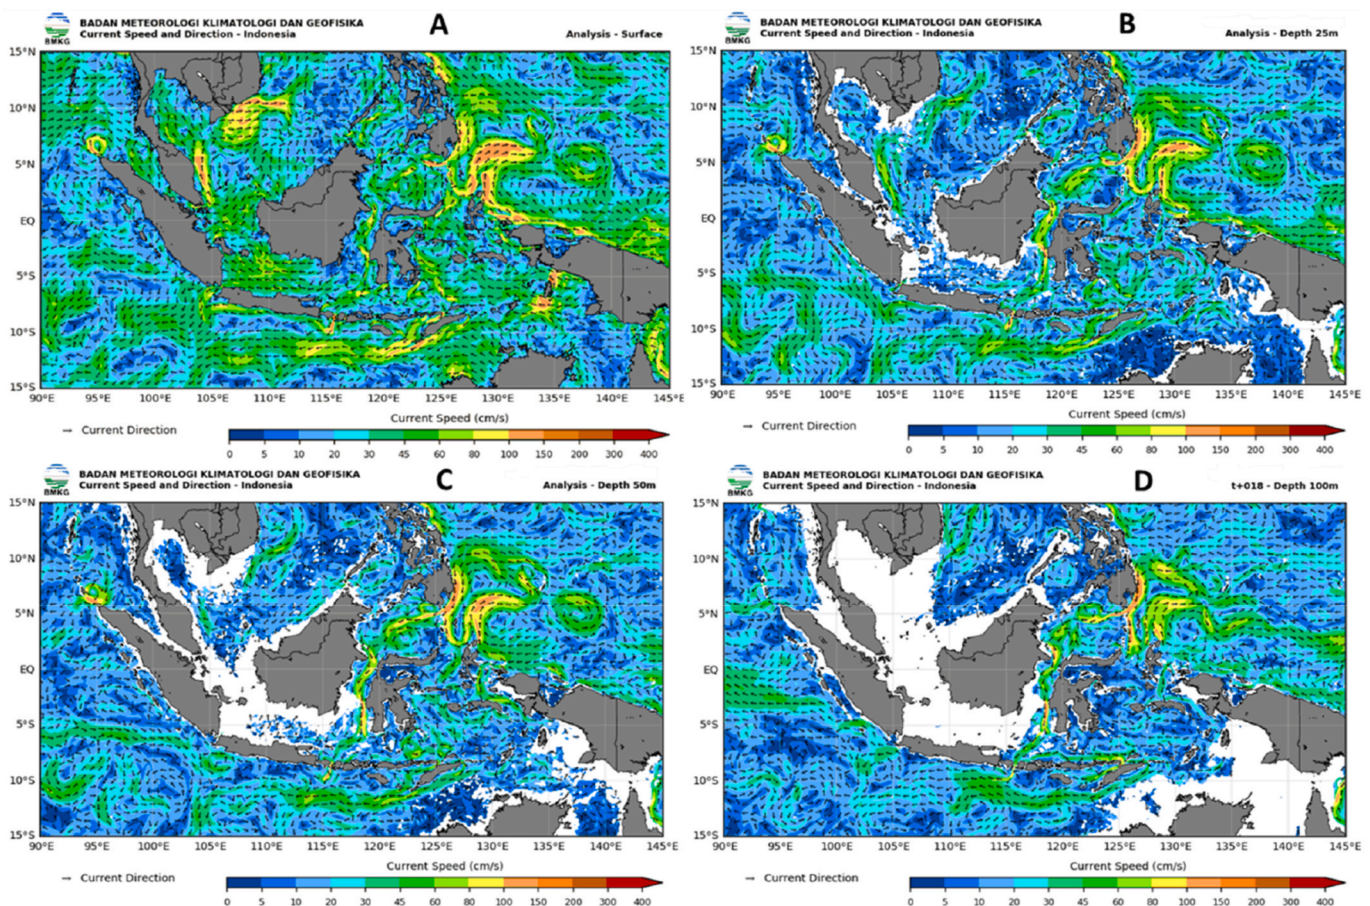 BMKG
BADAN METEOROLOGI KLIMATOLOGI DAN GEOFISIKA
Current Speed and Direction - Indonesia
A
Analysis - Surface
15°N
10°N
5°N
EQ
5°S
10°S
15°S
90°E 95°E 100°E 105°E 110°E 115°E 120°E 125°E 130°E 135°E 140°E 145°E
Current Speed (cm/s)
Current Direction
0 5 10 20 30 45 60 80 100 150 200 300 400
BMKG
BADAN METEOROLOGI KLIMATOLOGI DAN GEOFISIKA
Current Speed and Direction - Indonesia
B
Analysis - Depth 25m
15°N
10°N
5°N
EQ
5°S
10°S
15°S
90°E 95°E 100°E 105°E 110°E 115°E 120°E 125°E 130°E 135°E 140°E 145°E
Current Speed (cm/s)
Current Direction
0 5 10 20 30 45 60 80 100 150 200 300 400
BMKG
BADAN METEOROLOGI KLIMATOLOGI DAN GEOFISIKA
Current Speed and Direction - Indonesia
C
Analysis - Depth 50m
15°N
10°N
5°N
EQ
5°S
10°S
15°S
90°E 95°E 100°E 105°E 110°E 115°E 120°E 125°E 130°E 135°E 140°E 145°E
Current Speed (cm/s)
Current Direction
0 5 10 20 30 45 60 80 100 150 200 300 400
BMKG
BADAN METEOROLOGI KLIMATOLOGI DAN GEOFISIKA
Current Speed and Direction - Indonesia
D
t+018 - Depth 100m
15°N
10°N
5°N
EQ
5°S
10°S
15°S
90°E 95°E 100°E 105°E 110°E 115°E 120°E 125°E 130°E 135°E 140°E 145°E
Current Speed (cm/s)
Current Direction
0 5 10 20 30 45 60 80 100 150 200 300 400